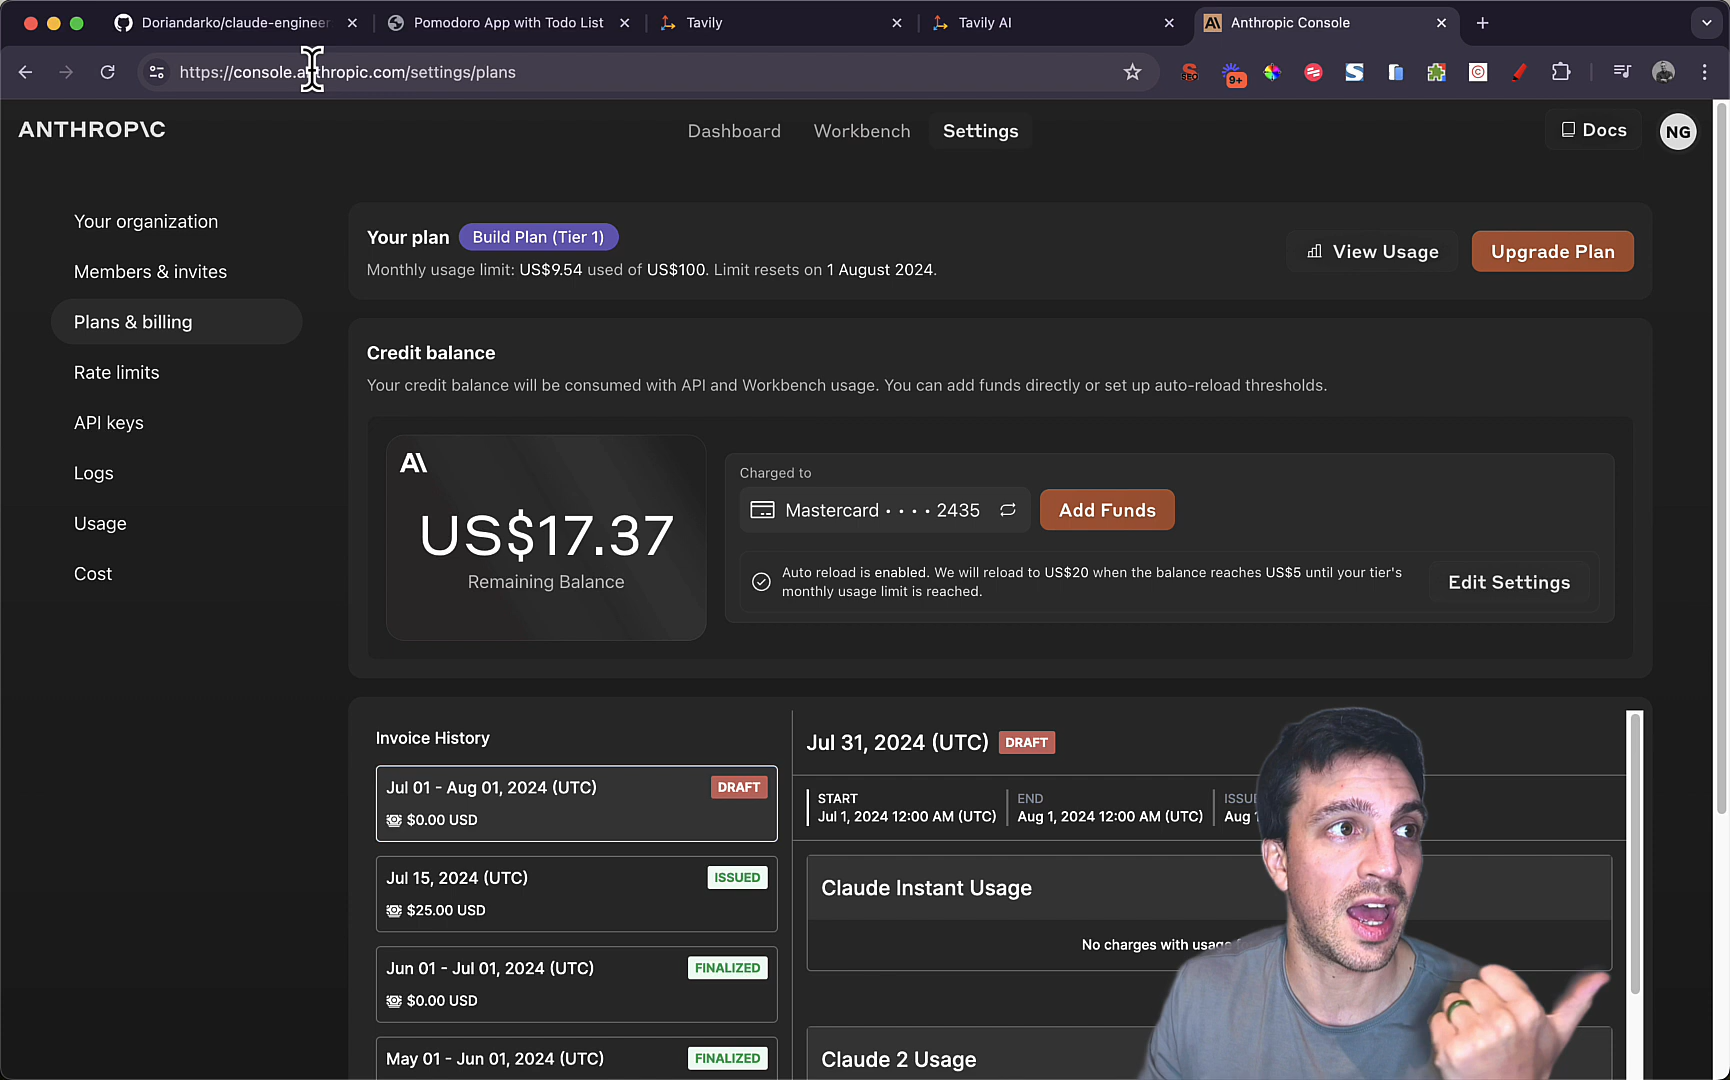 Doriandarko/claude-engineer
Pomodoro App with Todo List
Tavily
Tavily AI
Anthropic Console
https://console.anthropic.com/settings/plans
SEO
9+
ANTHROP\C
Dashboard
Workbench
Settings
Docs
NG
Your organization
Members & invites
Plans & billing
Rate limits
API keys
Logs
Usage
Cost
Your plan
Build Plan (Tier 1)
Monthly usage limit: US$9.54 used of US$100. Limit resets on 1 August 2024.
View Usage
Upgrade Plan
Credit balance
Your credit balance will be consumed with API and Workbench usage. You can add funds directly or set up auto-reload thresholds.
A\
US$17.37
Remaining Balance
Charged to
Mastercard •••• 2435
Add Funds
Auto reload is enabled. We will reload to US$20 when the balance reaches US$5 until your tier's
monthly usage limit is reached.
Edit Settings
Invoice History
Jul 01 - Aug 01, 2024 (UTC)
DRAFT
$0.00 USD
Jul 15, 2024 (UTC)
ISSUED
$25.00 USD
Jun 01 - Jul 01, 2024 (UTC)
FINALIZED
$0.00 USD
May 01 - Jun 01, 2024 (UTC)
FINALIZED
Jul 31, 2024 (UTC)
DRAFT
START
Jul 1, 2024 12:00 AM (UTC)
END
Aug 1, 2024 12:00 AM (UTC)
ISSU
Aug 1
Claude Instant Usage
No charges with usage
Claude 2 Usage